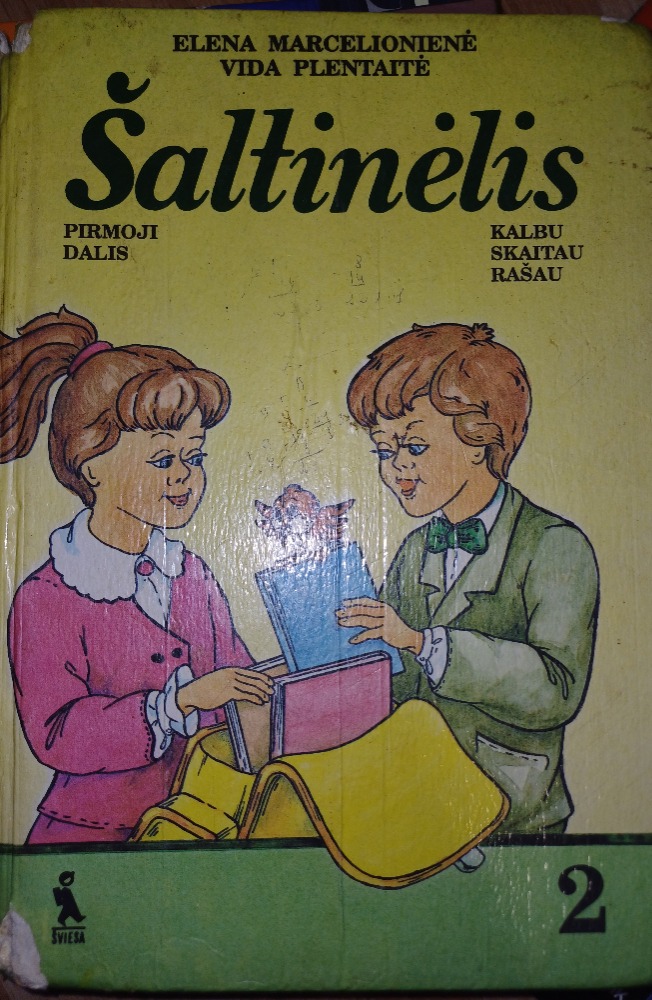 ELENA MARCELIONIENĖ
VIDA PLENTAITĖ
Šaltinėlis
PIRMOJI
DALIS
KALBU
SKAITAU
RAŠAU
ŠVIESA
2